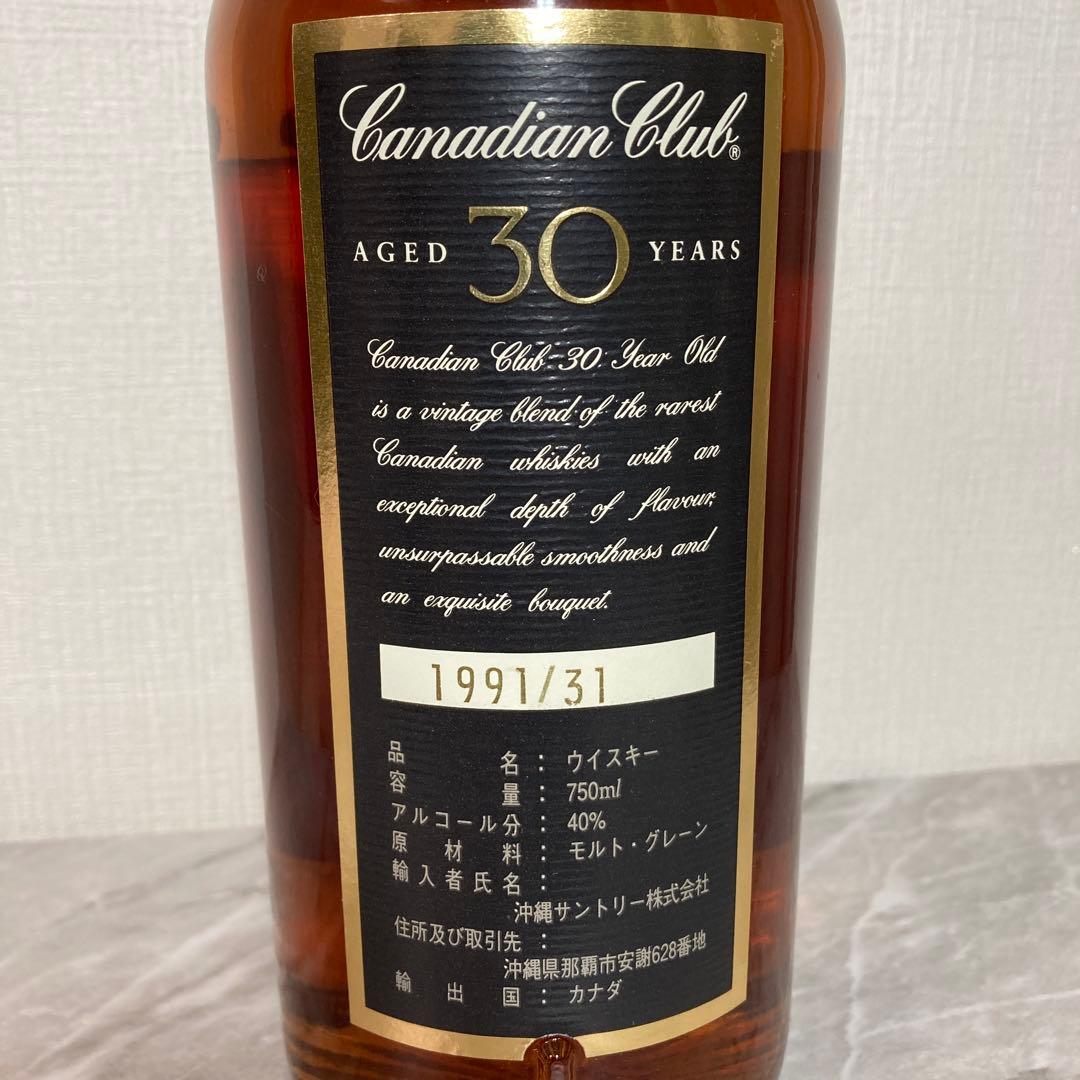 Canadian Club®
AGED 30 YEARS
Canadian Club 30 Year Old
is a vintage blend of the rarest
Canadian whiskies with an
exceptional depth of flavour,
unsurpassable smoothness and
an exquisite bouquet.
1991/31
品名：ウイスキー
容量：750ml
アルコール分：40%
原材料：モルト・グレーン
輸入者氏名：
沖縄サントリー株式会社
住所及び取引先：
沖縄県那覇市安謝628番地
輸出国：カナダ